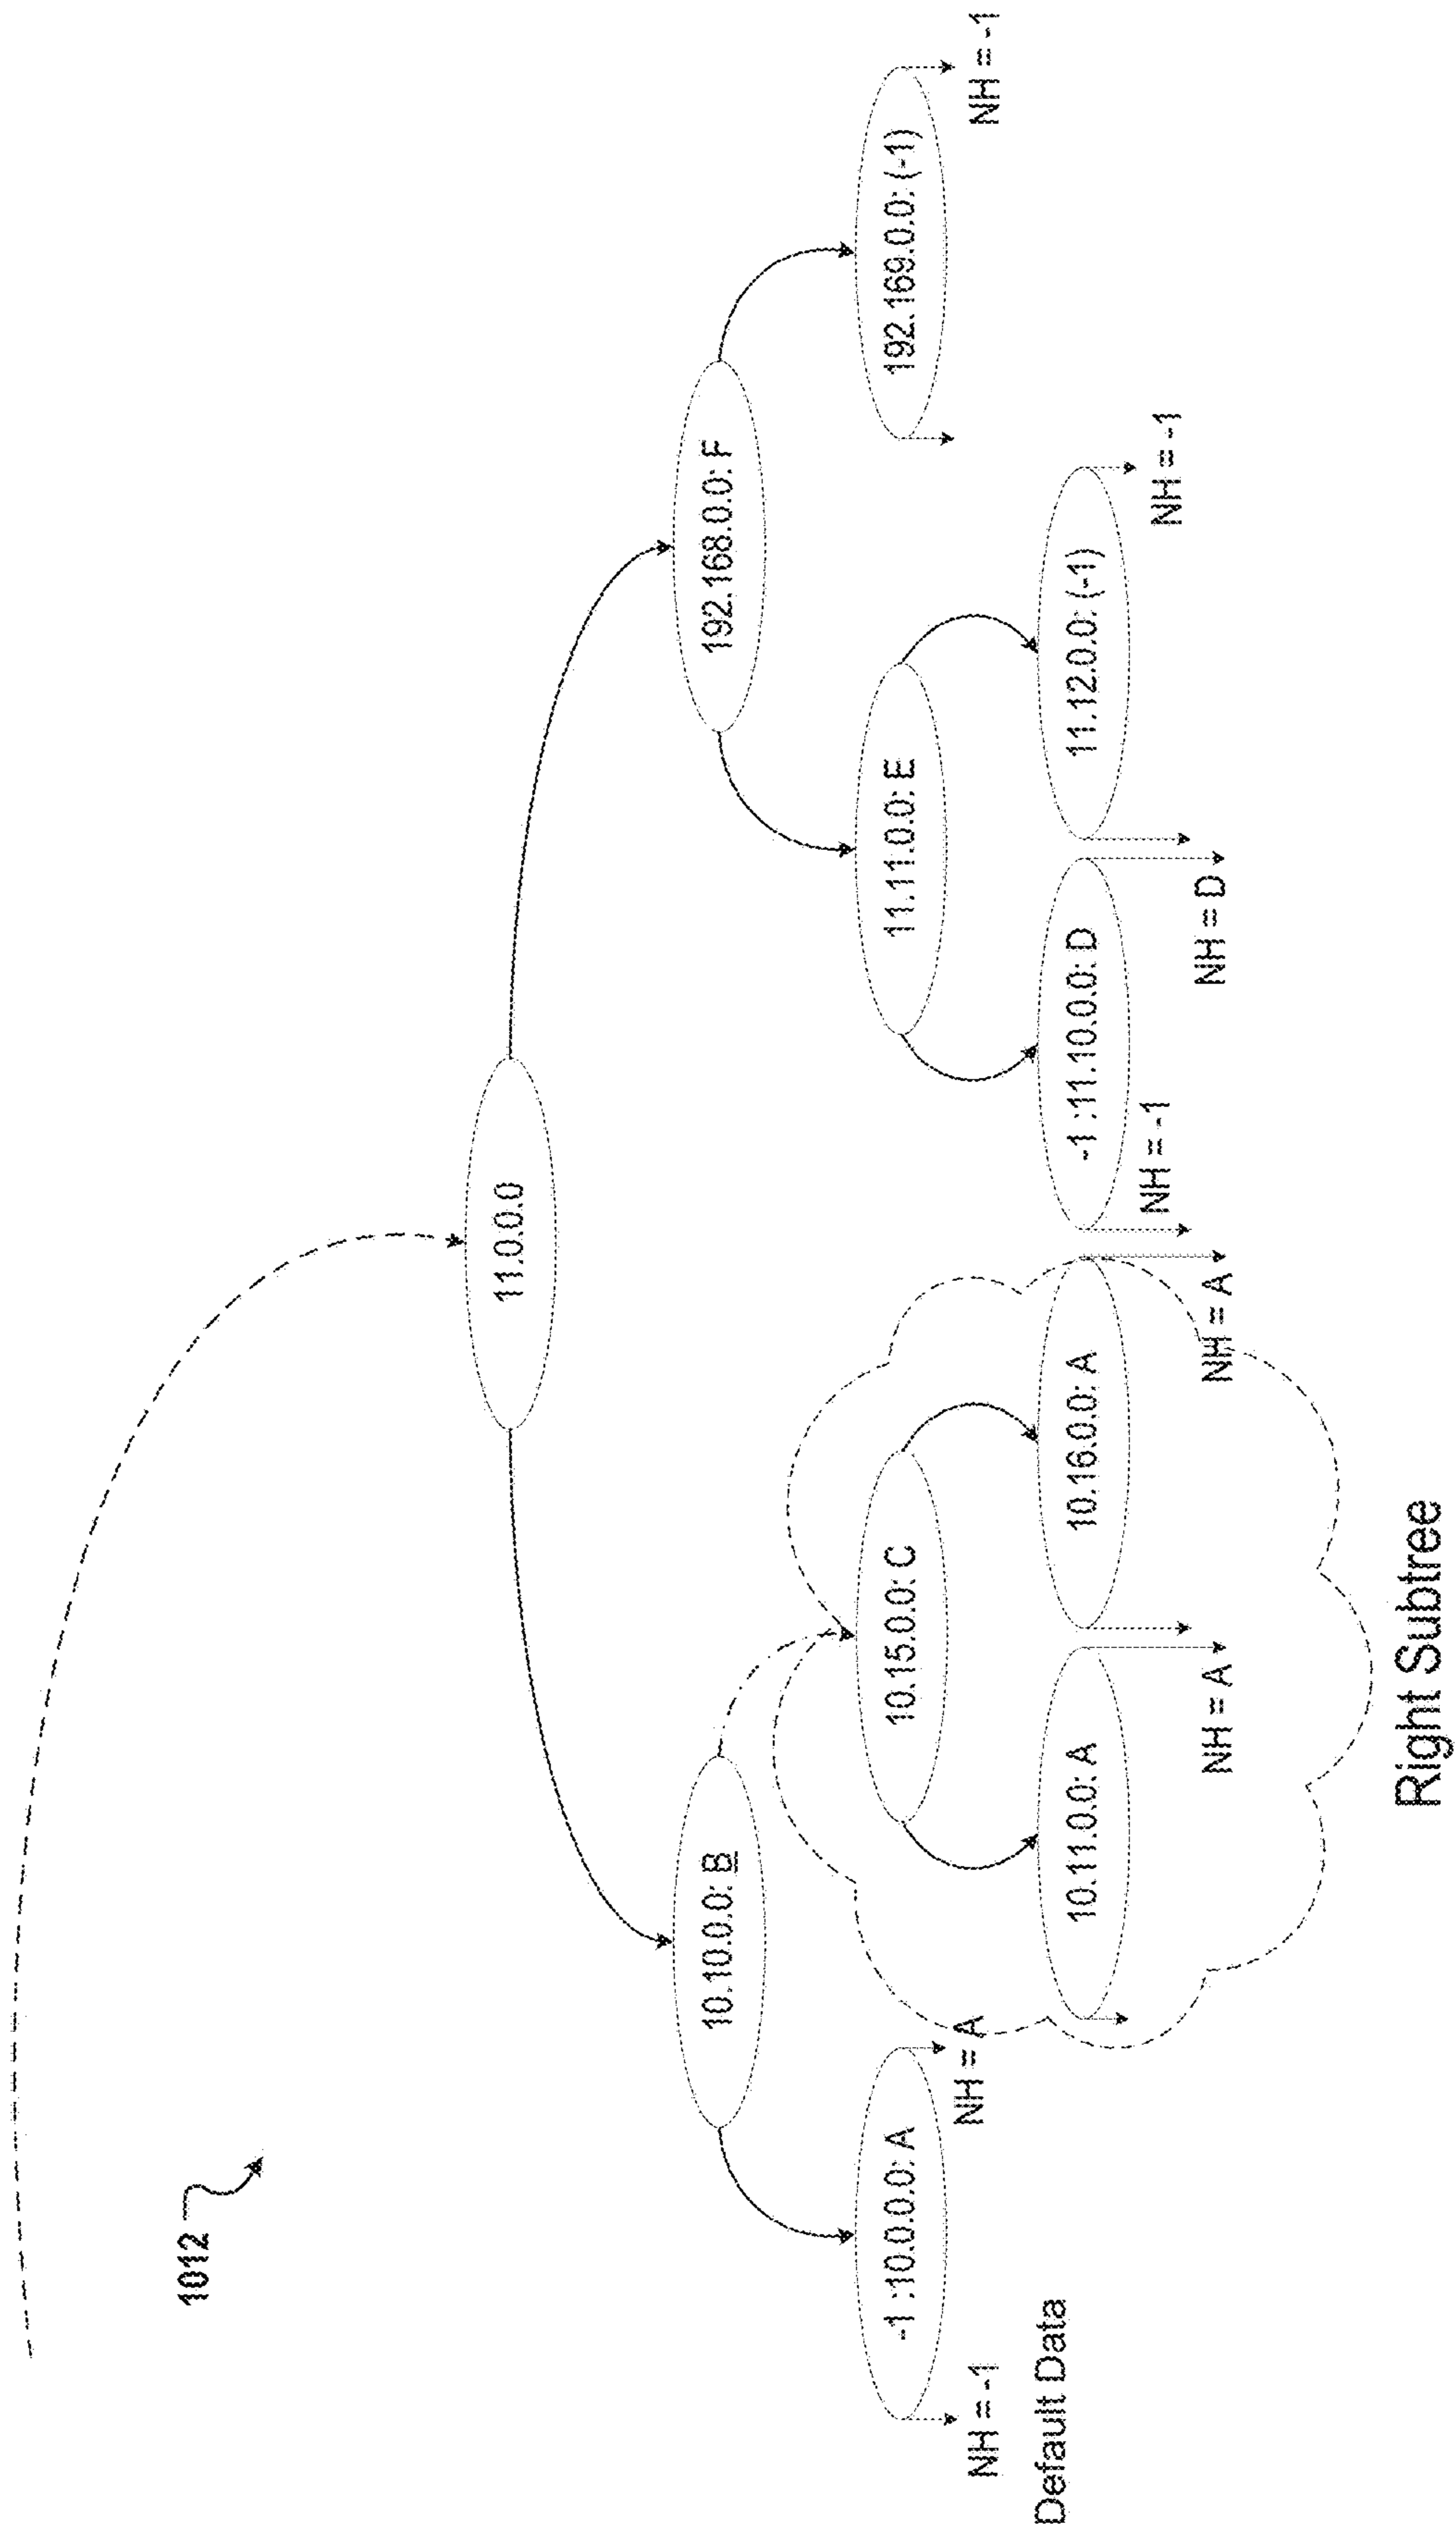 1012
11.0.0.0
10.10.0.0: B
192.168.0.0: F
-1 :10.0.0.0: A
10.15.0.0: C
11.11.0.0: E
192.169.0.0: (-1)
NH = -1
NH = A
NH = -1
Default Data
10.11.0.0: A
10.16.0.0: A
-1 :11.10.0.0: D
11.12.0.0: (-1)
NH = -1
NH = -1
NH = A
NH = A
NH = D
Right Subtree